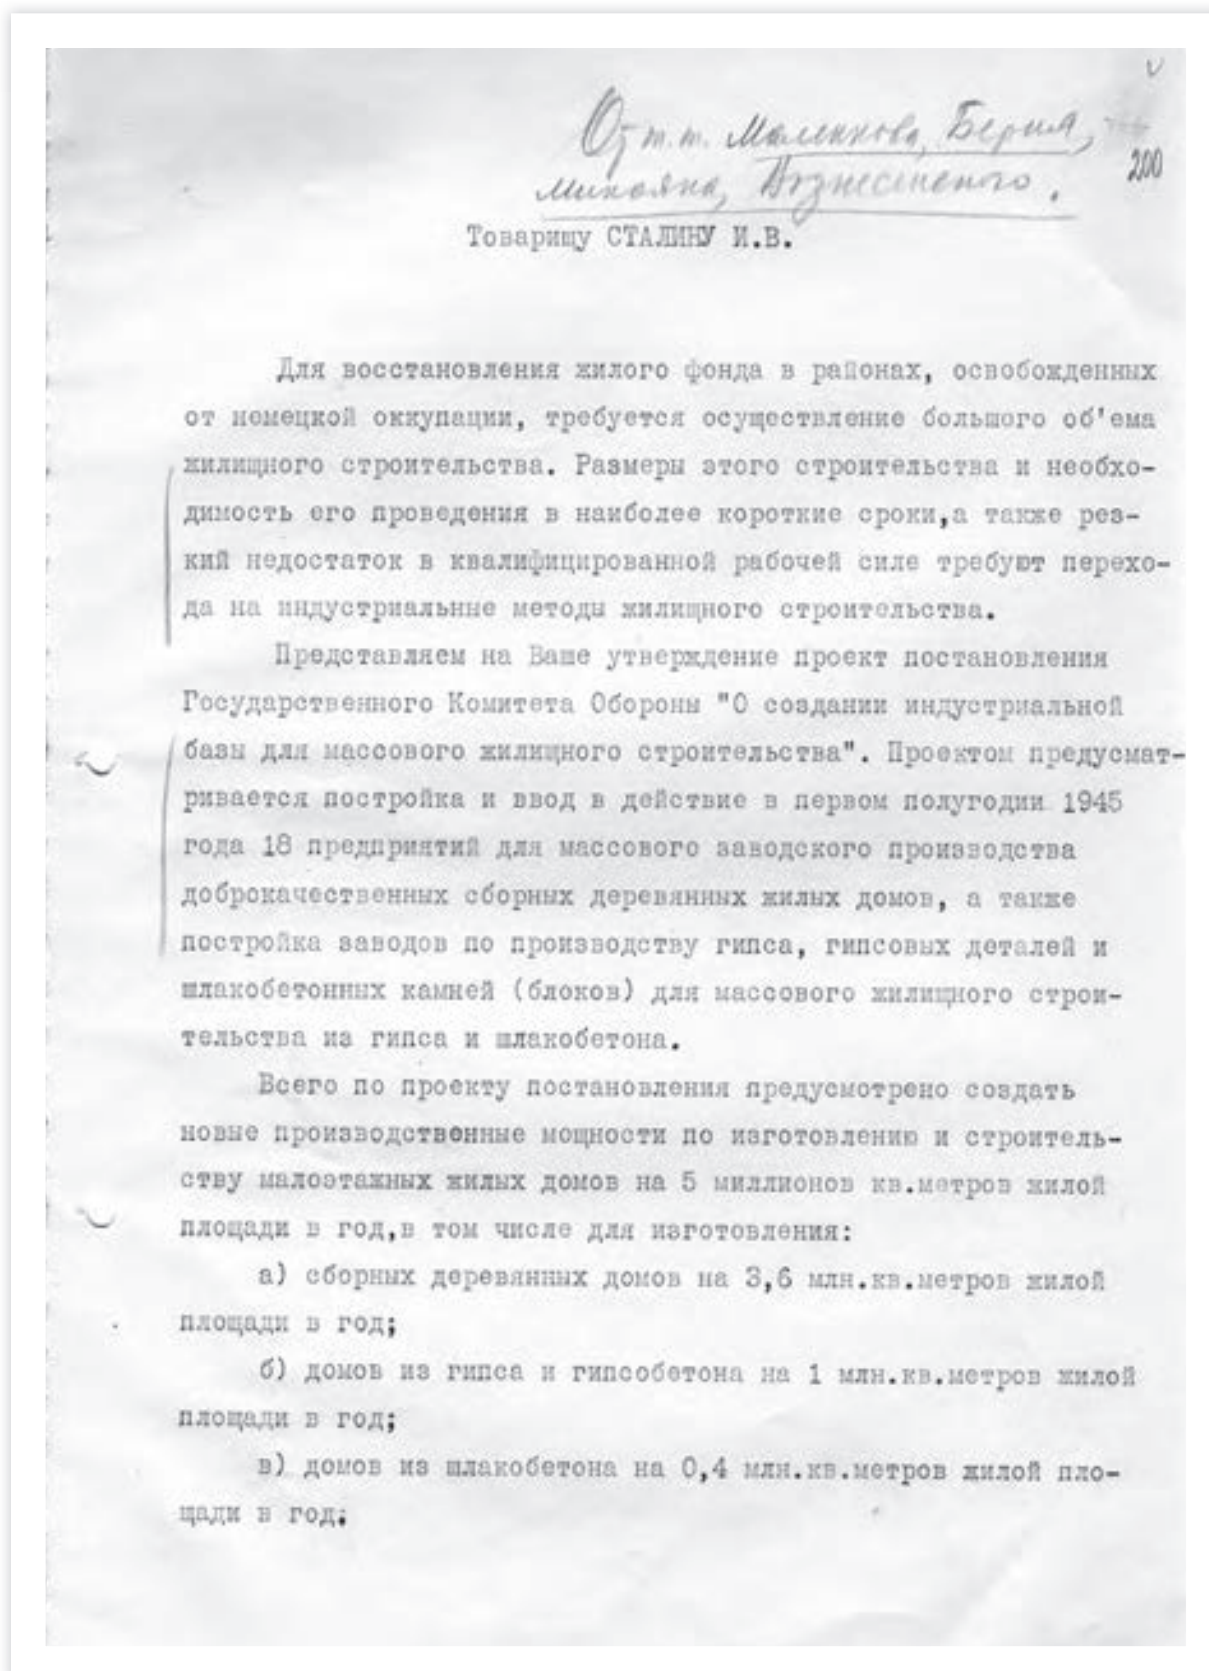 От т.т. Маленкова, Берия,
200
Микояна, Вознесенского.
Товарищу СТАЛИНУ И.В.
Для восстановления жилого фонда в районах, освобожденных
от немецкой оккупации, требуется осуществление большого об'ема
жилищного строительства. Размеры этого строительства и необхо-
димость его проведения в наиболее короткие сроки,а также рез-
кий недостаток в квалифицированной рабочей силе требуют перехо-
да на индустриальные методы жилищного строительства.
Представляем на Ваше утверждение проект постановления
Государственного Комитета Обороны "О создании индустриальной
базы для массового жилищного строительства". Проектом предусмат-
ривается постройка и ввод в действие в первом полугодии 1945
года 18 предприятий для массового заводского производства
доброкачественных сборных деревянных жилых домов, а также
постройка заводов по производству гипса, гипсовых деталей и
шлакобетонных камней (блоков) для массового жилищного строи-
тельства из гипса и шлакобетона.
Всего по проекту постановления предусмотрено создать
новые производственные мощности по изготовлению и строитель-
ству малоэтажных жилых домов на 5 миллионов кв.метров жилой
площади в год,в том числе для изготовления:
а) сборных деревянных домов на 3,6 млн.кв.метров жилой
площади в год;
б) домов из гипса и гипсобетона на 1 млн.кв.метров жилой
площади в год;
в) домов из шлакобетона на 0,4 млн.кв.метров жилой пло-
щади в год;